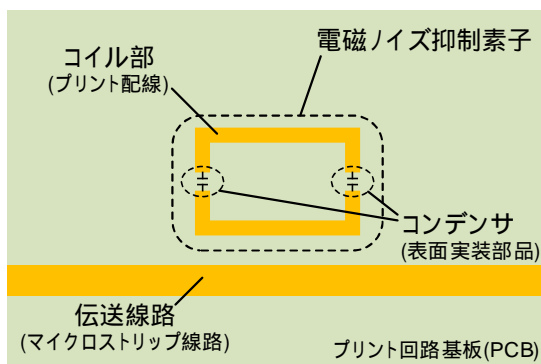 電磁ノイズ抑制素子
コイル部
(プリント配線)
コンデンサ
(表面実装部品)
伝送線路
(マイクロストリップ線路)
プリント回路基板(PCB)